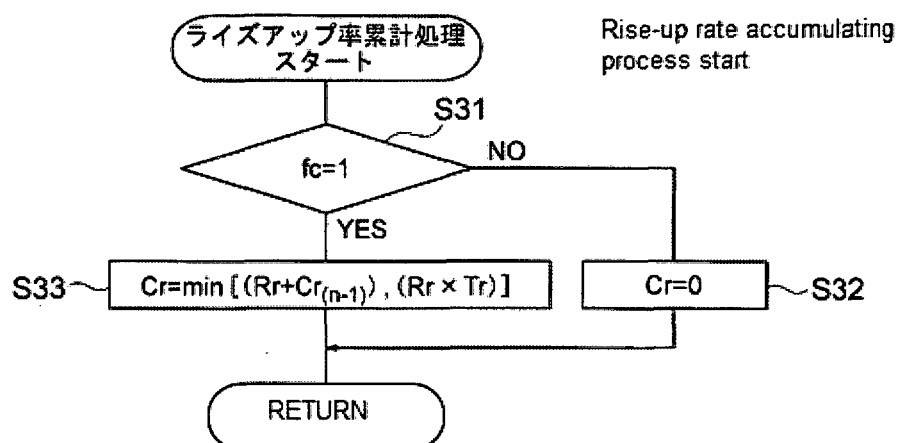 ライズアップ率累計処理
スタート
Rise-up rate accumulating
process start
S31
fc=1
NO
YES
S33
Cr=min [(Rr+Cr(n-1)), (Rr × Tr)]
Cr=0
S32
RETURN